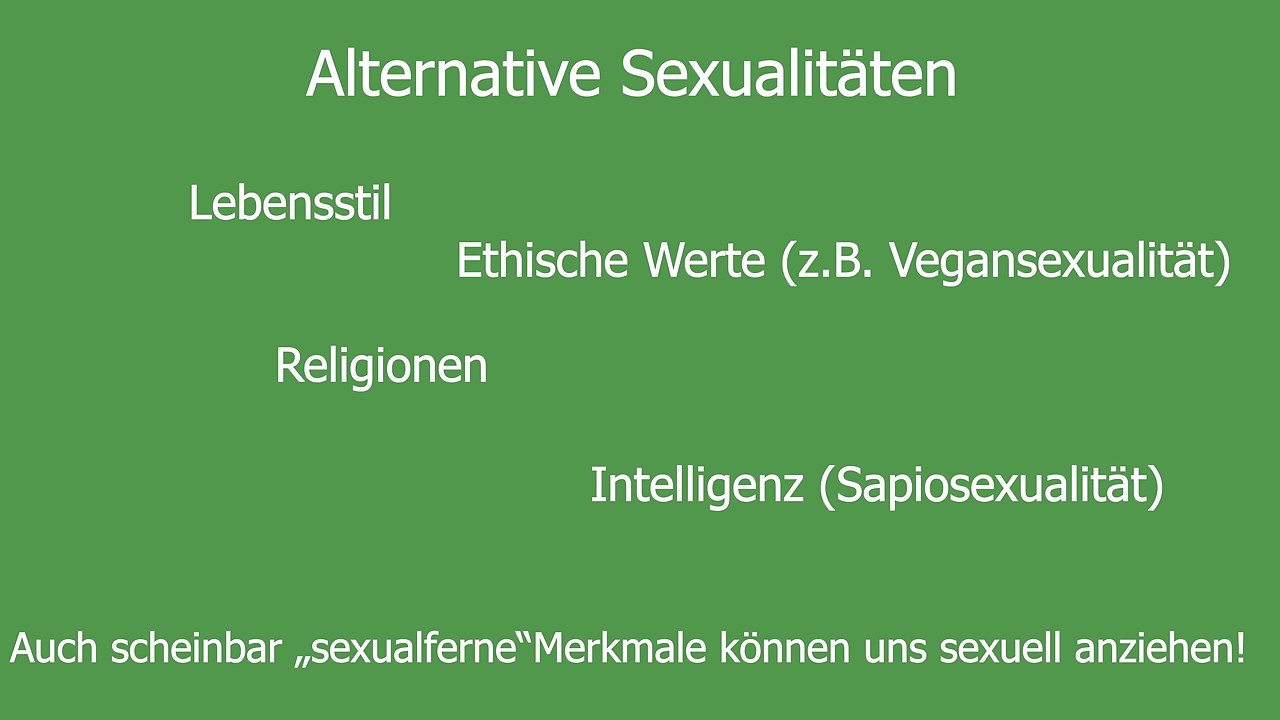 Alternative Sexualitäten
Lebensstil
Ethische Werte (z.B. Vegansexualität)
Religionen
Intelligenz (Sapiosexualität)
Auch scheinbar „sexualferne“Merkmale können uns sexuell anziehen!